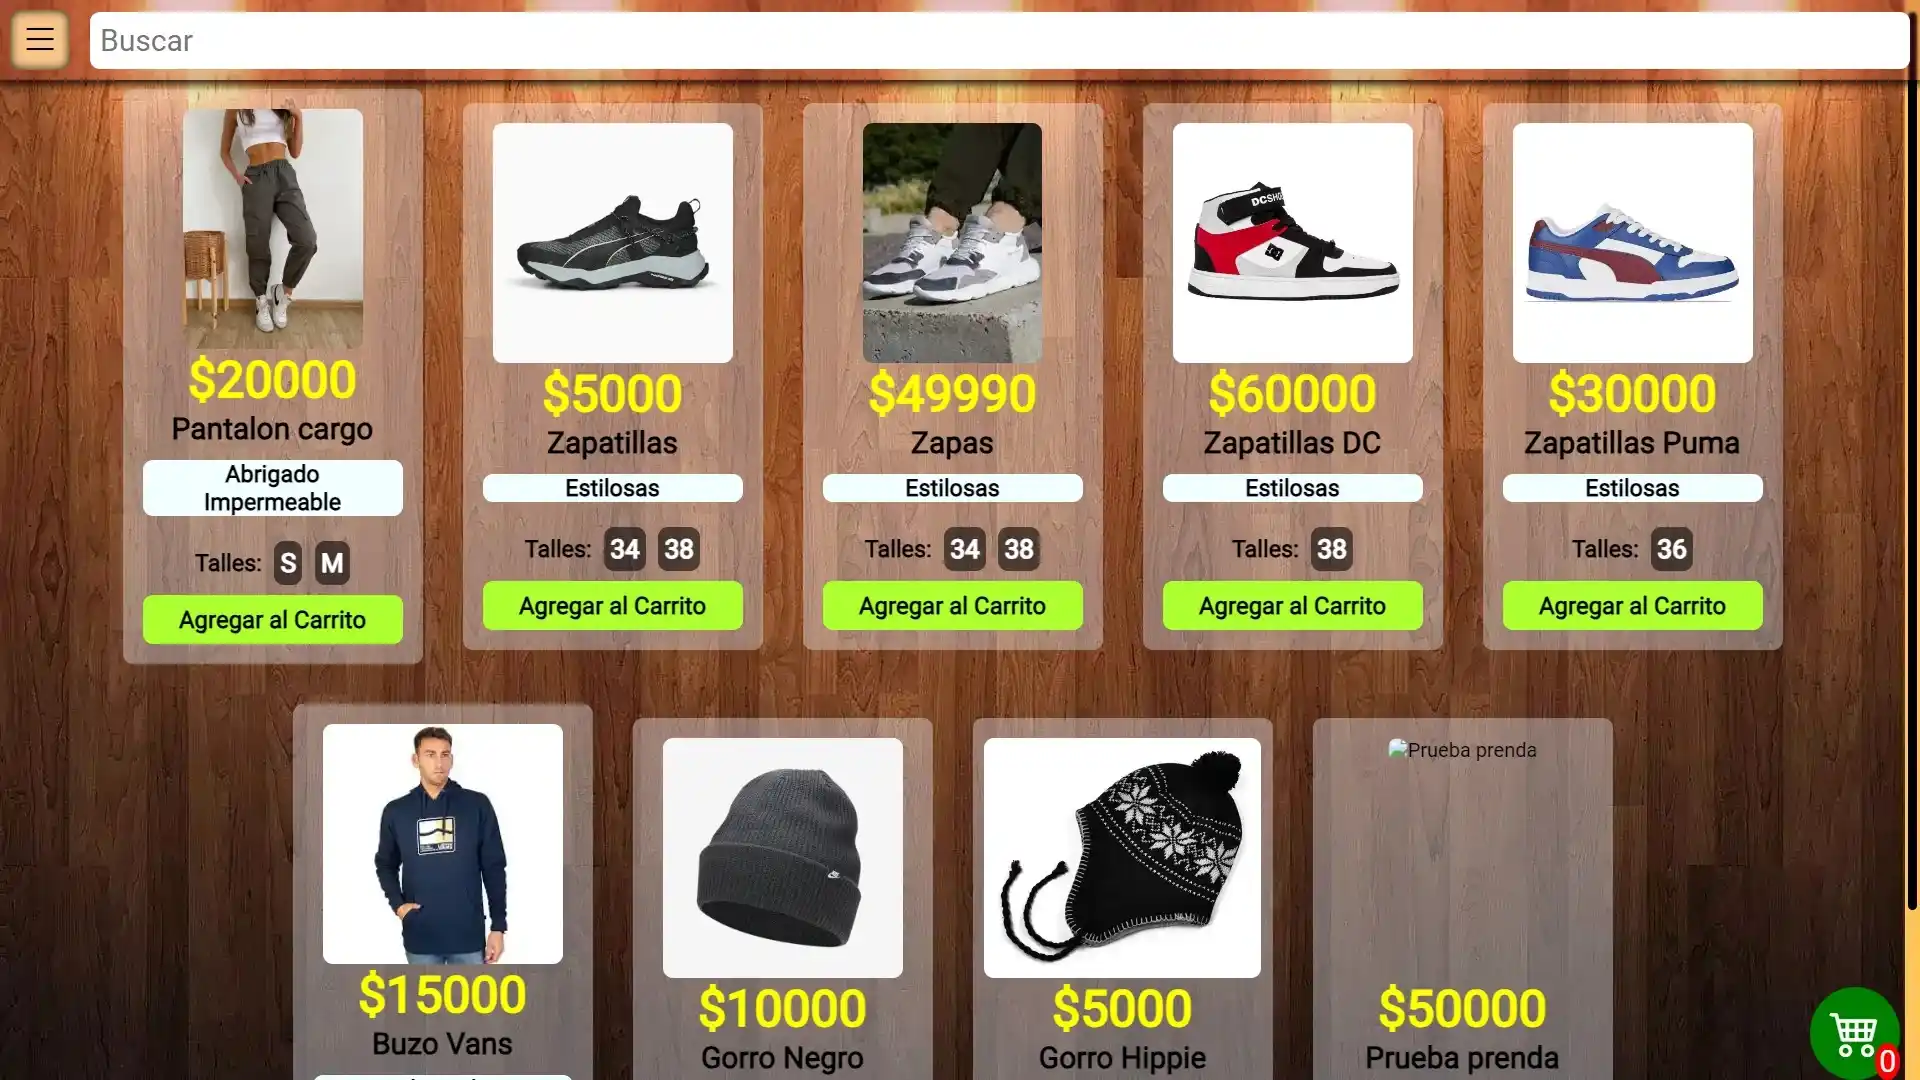 Buscar
$20000
Pantalon cargo
Abrigado
Impermeable
Talles: S M
Agregar al Carrito
$5000
Zapatillas
Estilosas
Talles: 34 38
Agregar al Carrito
$49990
Zapas
Estilosas
Talles: 34 38
Agregar al Carrito
$60000
Zapatillas DC
Estilosas
Talles: 38
Agregar al Carrito
$30000
Zapatillas Puma
Estilosas
Talles: 36
Agregar al Carrito
$15000
Buzo Vans
$10000
Gorro Negro
$5000
Gorro Hippie
Prueba prenda
$50000
Prueba prenda
0